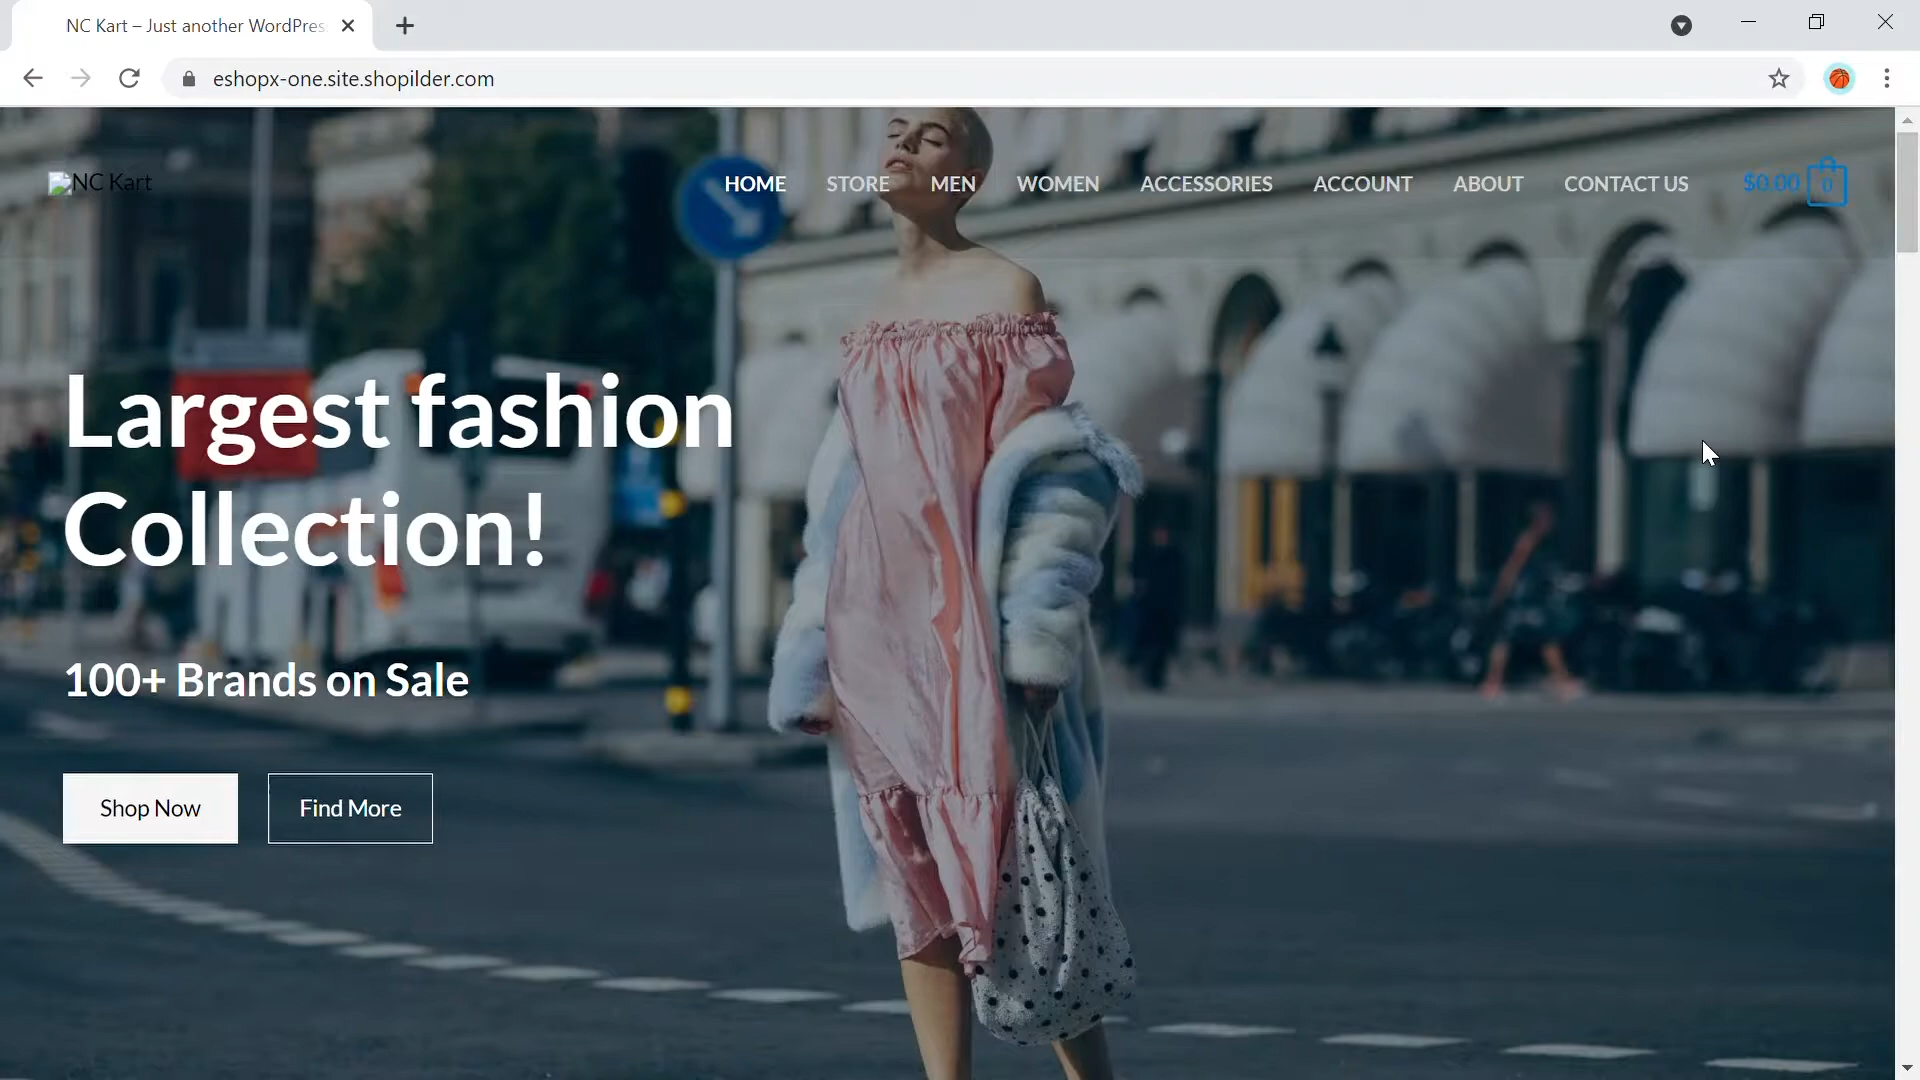 NC Kart – Just another WordPres
eshopx-one.site.shopilder.com
NC Kart
HOME STORE MEN WOMEN ACCESSORIES ACCOUNT ABOUT CONTACT US $0.00 0
Largest fashion
Collection!
100+ Brands on Sale
Shop Now Find More